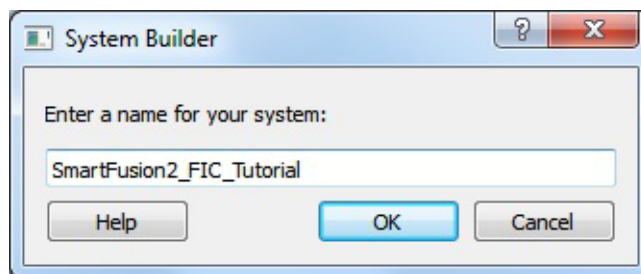 System Builder
Enter a name for your system:
SmartFusion2_FIC_Tutorial
Help OK Cancel